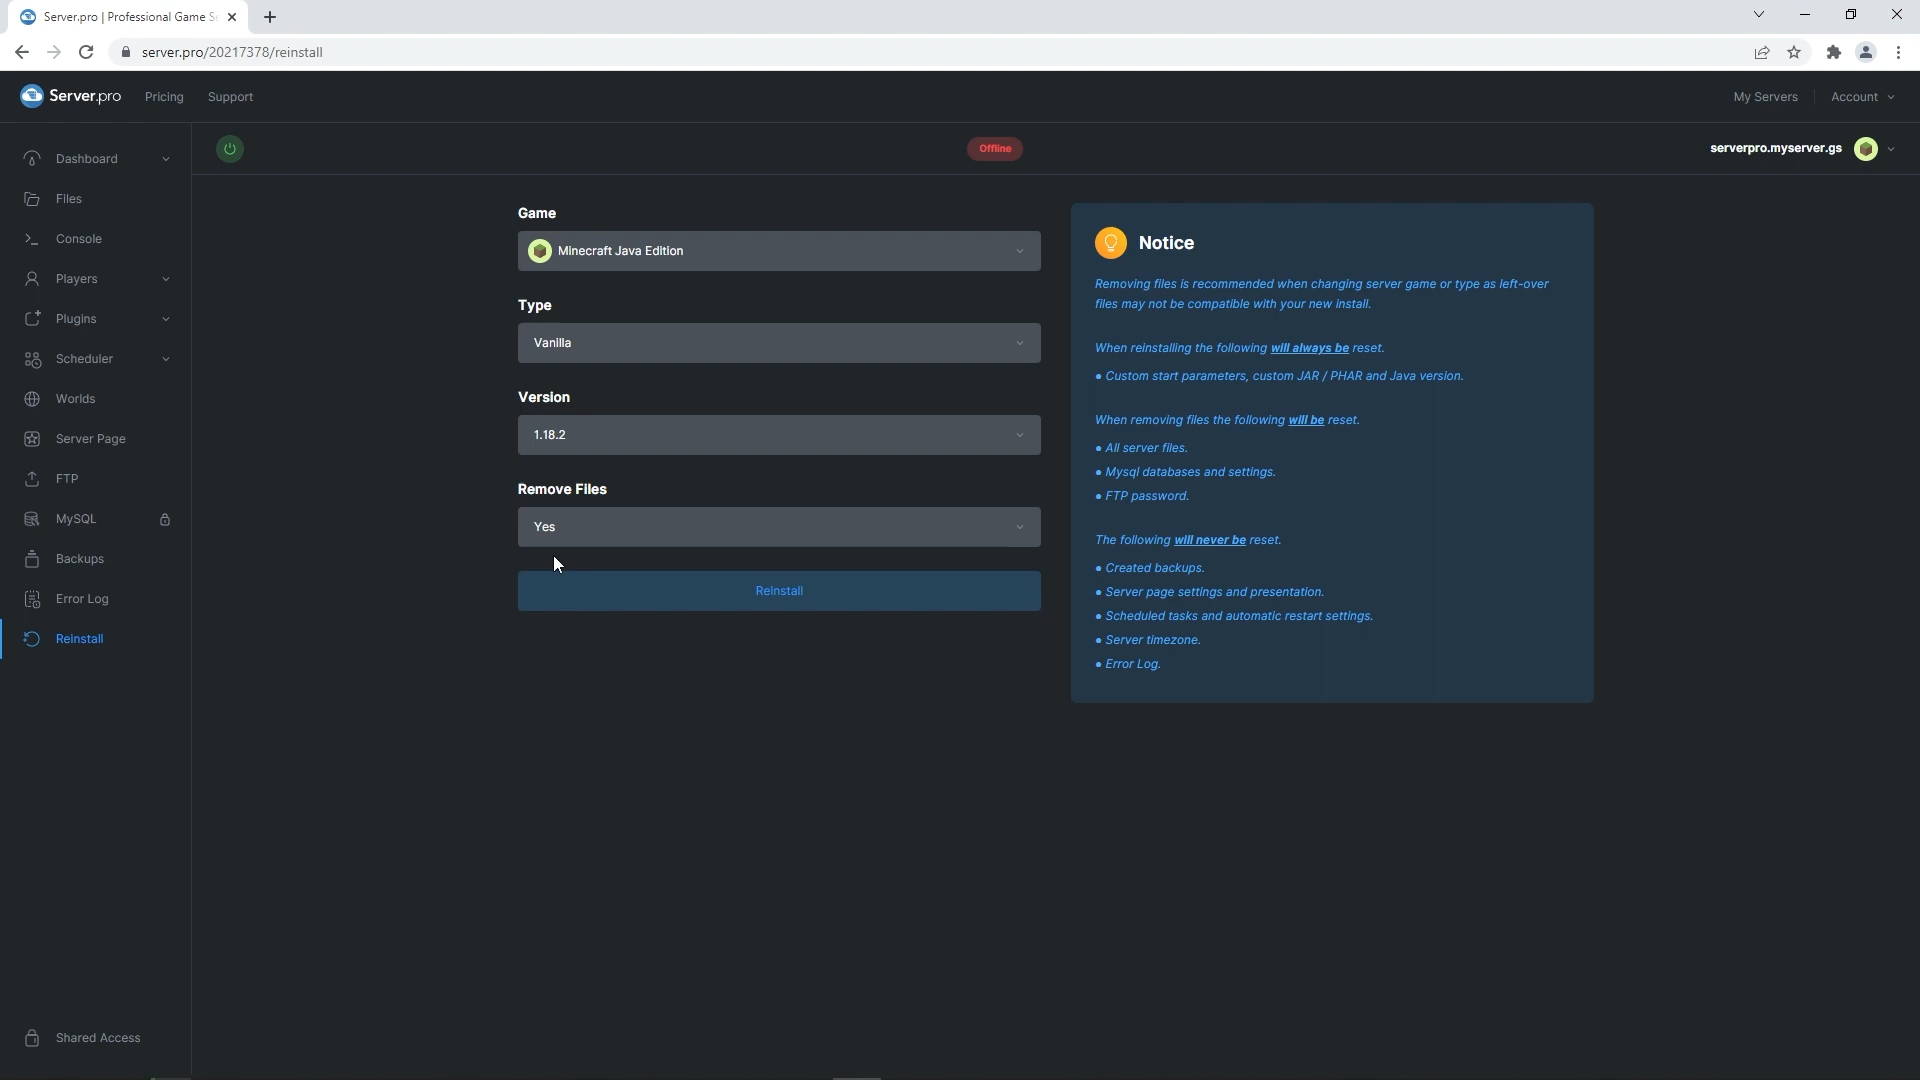 Server.pro | Professional Game Se
server.pro/20217378/reinstall
Server.pro
Pricing
Support
My Servers
Account
Offline
serverpro.myserver.gs
Dashboard
Files
Console
Players
Plugins
Scheduler
Worlds
Server Page
FTP
MySQL
Backups
Error Log
Reinstall
Shared Access
Game
Minecraft Java Edition
Type
Vanilla
Version
1.18.2
Remove Files
Yes
Reinstall
Notice
Removing files is recommended when changing server game or type as left-over
files may not be compatible with your new install.
When reinstalling the following will always be reset.
• Custom start parameters, custom JAR / PHAR and Java version.
When removing files the following will be reset.
• All server files.
• Mysql databases and settings.
• FTP password.
The following will never be reset.
• Created backups.
• Server page settings and presentation.
• Scheduled tasks and automatic restart settings.
• Server timezone.
• Error Log.